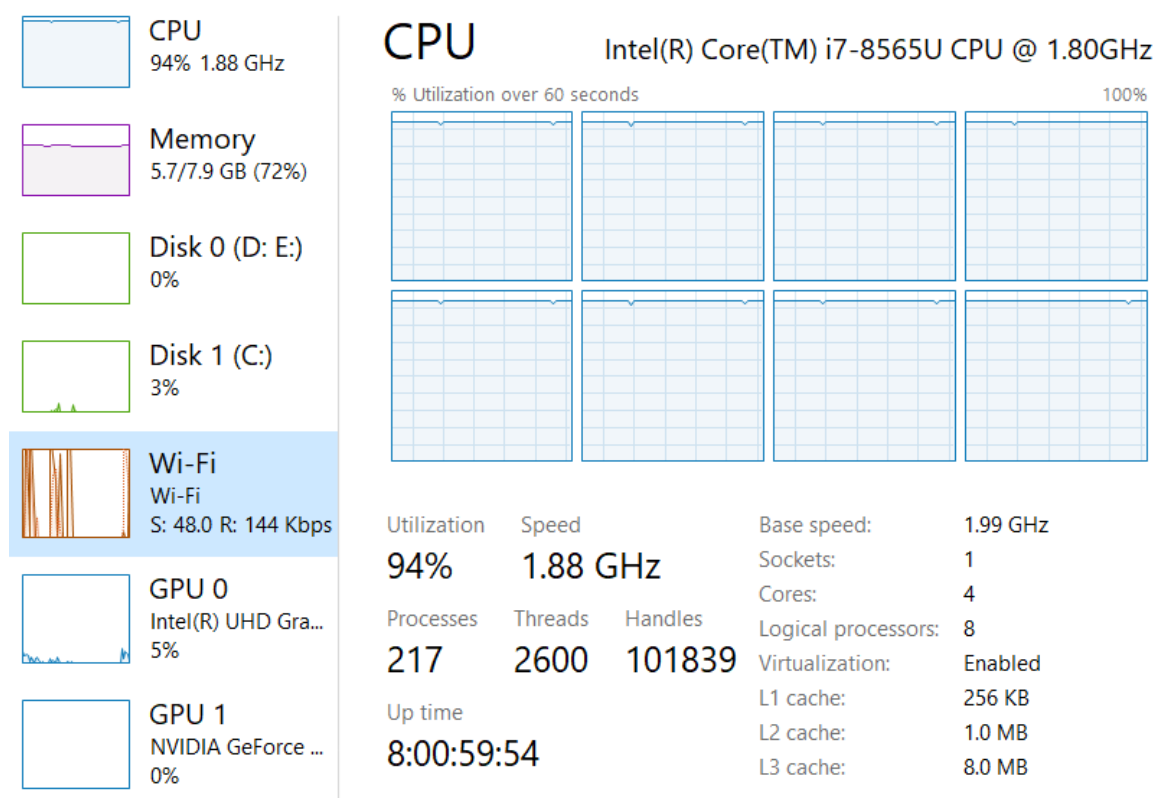 CPU
94% 1.88 GHz
Memory
5.7/7.9 GB (72%)
Disk 0 (D: E:)
0%
Disk 1 (C:)
3%
Wi-Fi
Wi-Fi
S: 48.0 R: 144 Kbps
GPU 0
Intel(R) UHD Gra...
5%
GPU 1
NVIDIA GeForce ...
0%
CPU Intel(R) Core(TM) i7-8565U CPU @ 1.80GHz
% Utilization over 60 seconds 100%
Utilization Speed
94% 1.88 GHz
Processes Threads Handles
217 2600 101839
Up time
8:00:59:54
Base speed: 1.99 GHz
Sockets: 1
Cores: 4
Logical processors: 8
Virtualization: Enabled
L1 cache: 256 KB
L2 cache: 1.0 MB
L3 cache: 8.0 MB